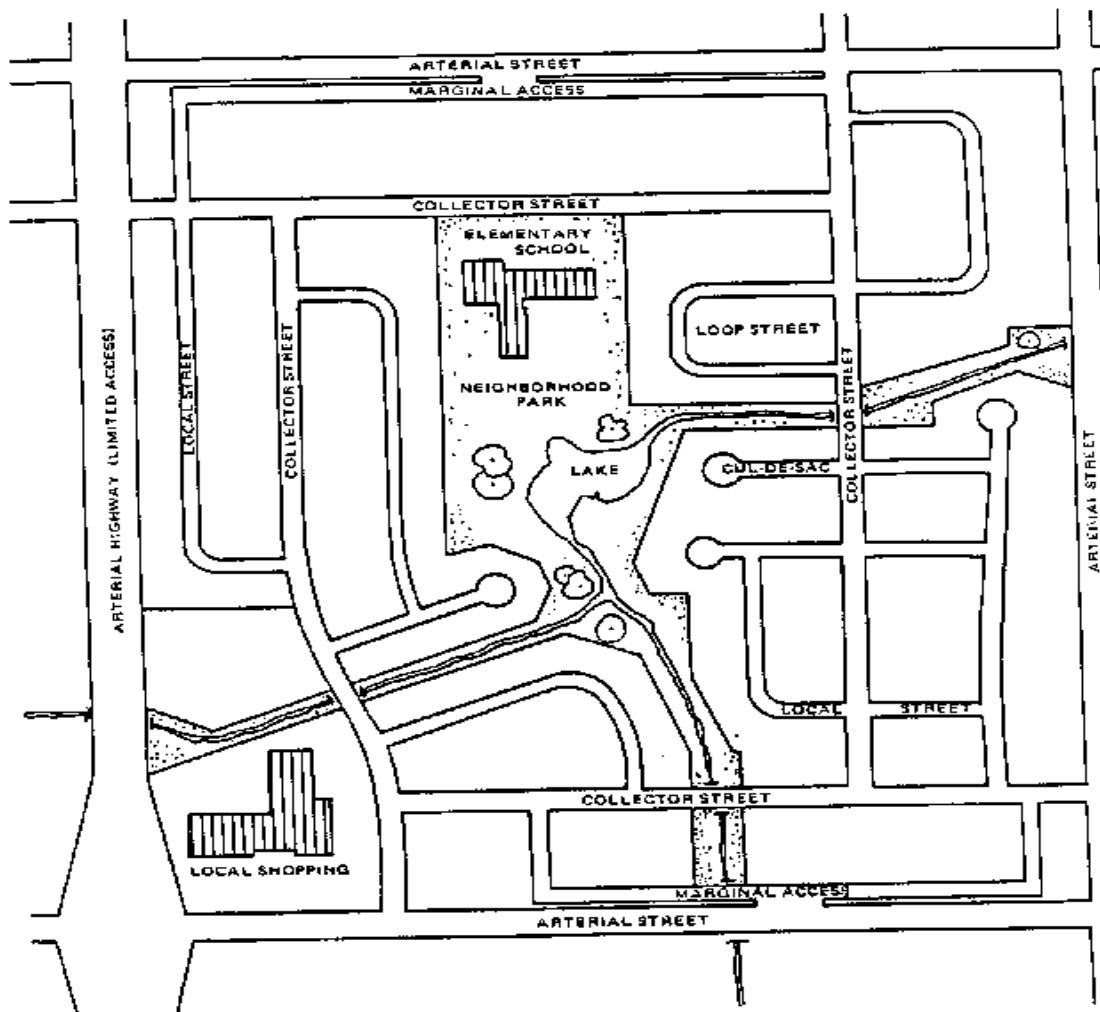 ARTERIAL STREET
MARGINAL ACCESS
COLLECTOR STREET
ELEMENTARY
SCHOOL
LOOP STREET
LOCAL STREET
COLLECTOR STREET
ARTERIAL HIGHWAY (LIMITED ACCESS)
NEIGHBORHOOD
PARK
LAKE
CUL-DE-SAC
COLLECTOR STREET
ARTERIAL STREET
LOCAL STREET
COLLECTOR STREET
LOCAL SHOPPING
MARGINAL ACCESS
ARTERIAL STREET